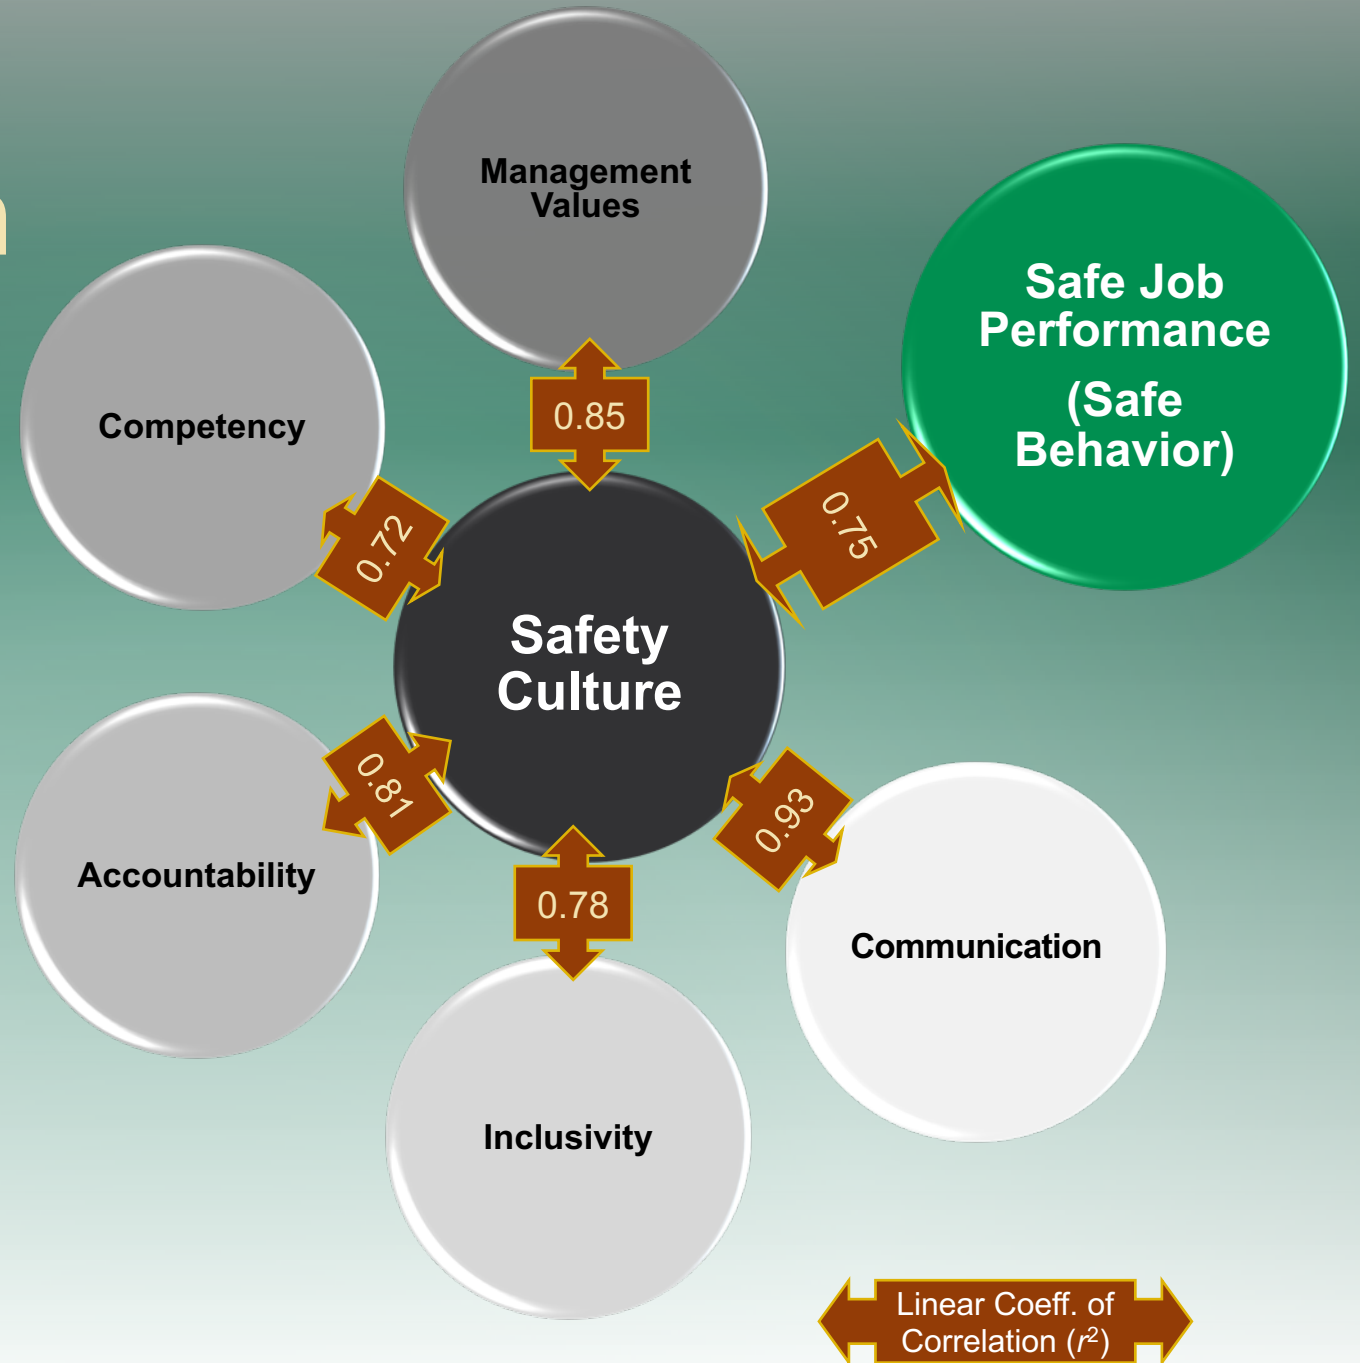 Management
Values
Safe Job
Performance
(Safe
Behavior)
Competency
0.85
0.75
0.72
Safety
Culture
0.81
0.93
Accountability
0.78
Communication
Inclusivity
Linear Coeff. of
Correlation (r²)